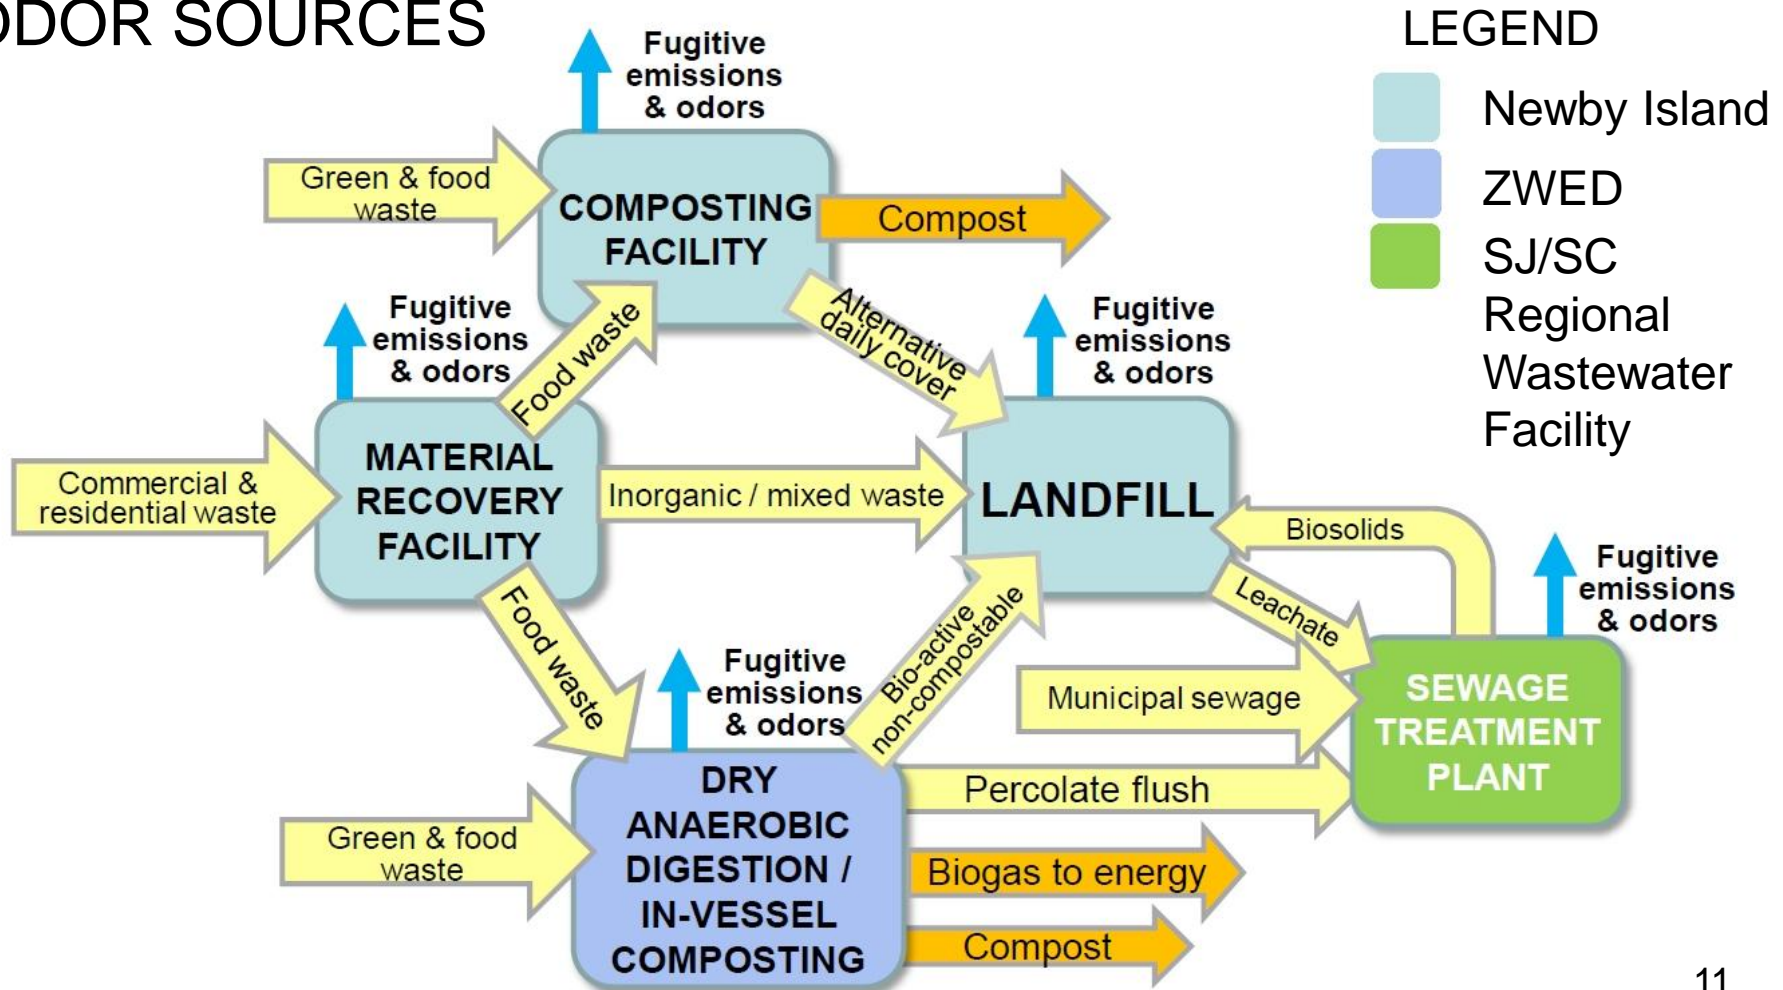 ODOR SOURCES
LEGEND
Newby Island
ZWED
SJ/SC
Regional
Wastewater
Facility
Fugitive
emissions
& odors
Green & food
waste
COMPOSTING
FACILITY
Compost
Fugitive
emissions
& odors
Food waste
Alternative
daily cover
Fugitive
emissions
& odors
Commercial &
residential waste
MATERIAL
RECOVERY
FACILITY
Inorganic / mixed waste
LANDFILL
Biosolids
Leachate
Fugitive
emissions
& odors
Food waste
Fugitive
emissions
& odors
Bio-active
non-compostable
Municipal sewage
SEWAGE
TREATMENT
PLANT
Green & food
waste
DRY
ANAEROBIC
DIGESTION /
IN-VESSEL
COMPOSTING
Percolate flush
Biogas to energy
Compost
11